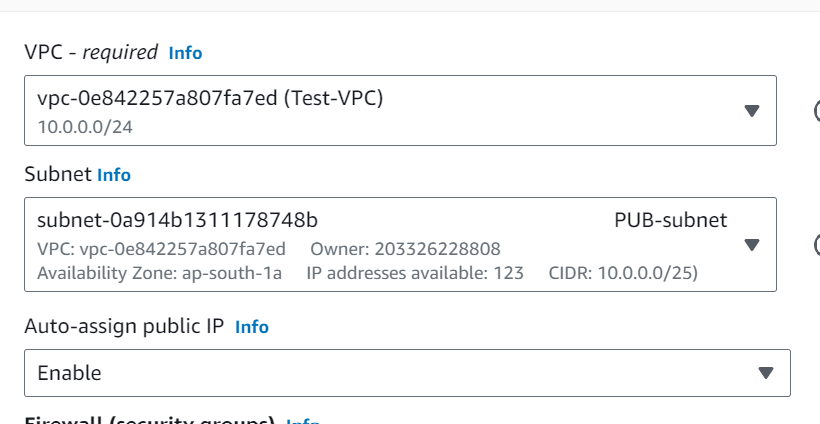 VPC - required Info
vpc-0e842257a807fa7ed (Test-VPC)
10.0.0.0/24
Subnet Info
subnet-0a914b1311178748b PUB-subnet
VPC: vpc-0e842257a807fa7ed Owner: 203326228808
Availability Zone: ap-south-1a IP addresses available: 123 CIDR: 10.0.0.0/25)
Auto-assign public IP Info
Enable
Firewall (security groups) Info